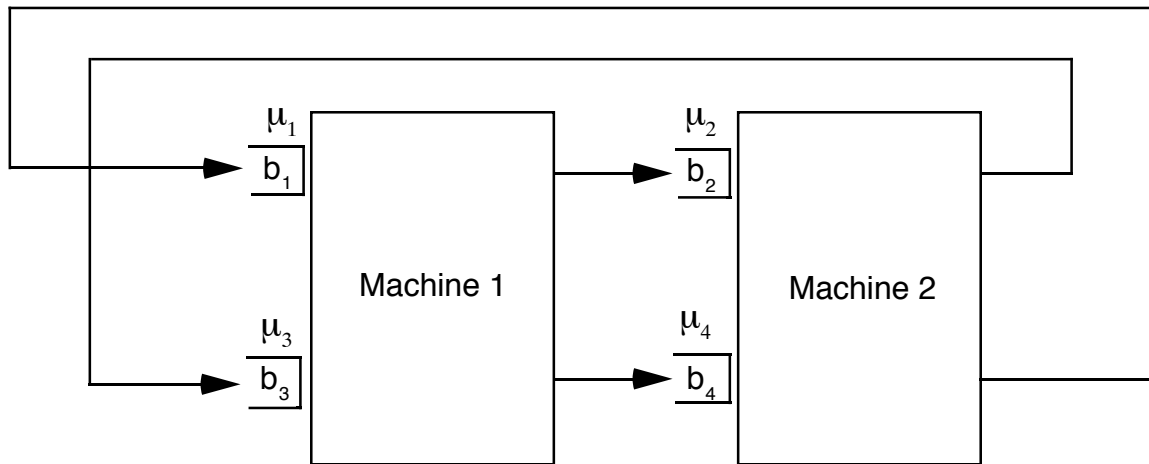 μ₁
b₁
μ₂
b₂
Machine 1
Machine 2
μ₃
b₃
μ₄
b₄